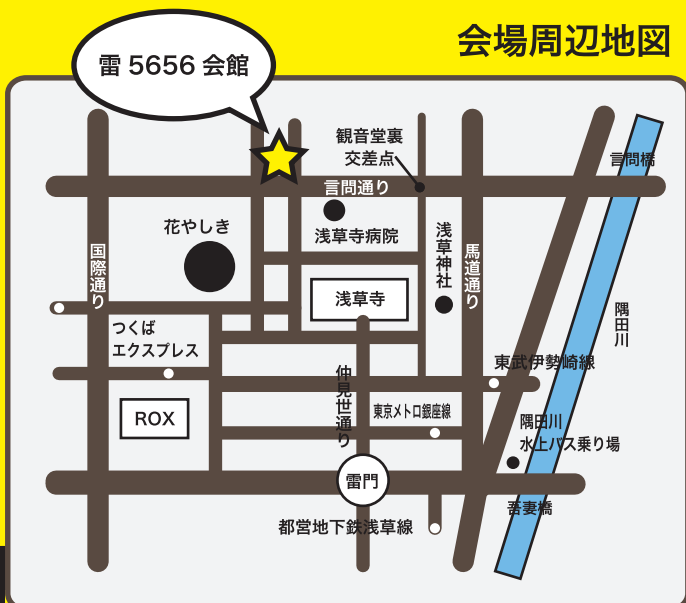 会場周辺地図
雷 5656 会館
観音堂裏
交差点
言問橋
言問通り
花やしき
浅草寺病院
浅草神社
馬道通り
国際通り
浅草寺
隅田川
つくば
エクスプレス
東武伊勢崎線
仲見世通り
東京メトロ銀座線
ROX
隅田川
水上バス乗り場
雷門
吾妻橋
都営地下鉄浅草線